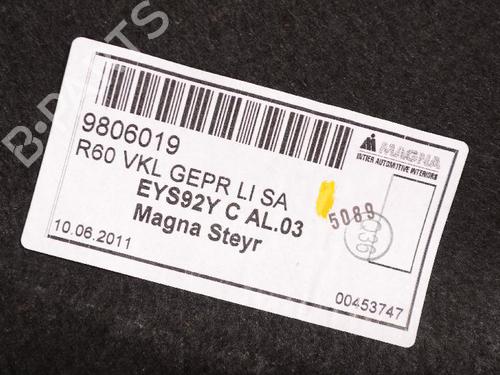 B-PARTS
MAGNA
INTIER AUTOMOTIVE INTERIORS
9806019
R60 VKL GEPR LI SA
EYS92Y C AL.03
Magna Steyr
5089
Q36
10.06.2011
00453747